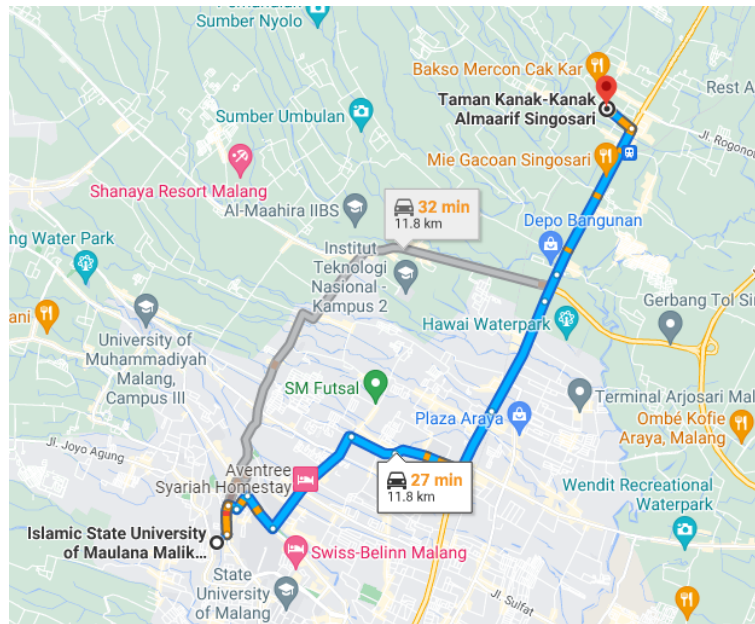 Sumber Nyolo
Bakso Mercon Cak Kar
Rest A
Taman Kanak-Kanak
Almaarif Singosari
Sumber Umbulan
Jl. Rogonot
Mie Gacoan Singosari
Shanaya Resort Malang
Al-Maahira IIBS
32 min
11.8 km
Depo Bangunan
ng Water Park
Institut
Teknologi
Nasional -
Kampus 2
Gerbang Tol Sin
ani
Hawai Waterpark
University of
Muhammadiyah
Malang,
Campus III
SM Futsal
Terminal Arjosari Mal
Plaza Araya
Ombé Kofie
Araya, Malang
Jl. Joyo Agung
Aventree
Syariah Homestay
27 min
11.8 km
Wendit Recreational
Waterpark
Islamic State University
of Maulana Malik...
Swiss-Belinn Malang
State
University
of Malang
Jl. Sulfat